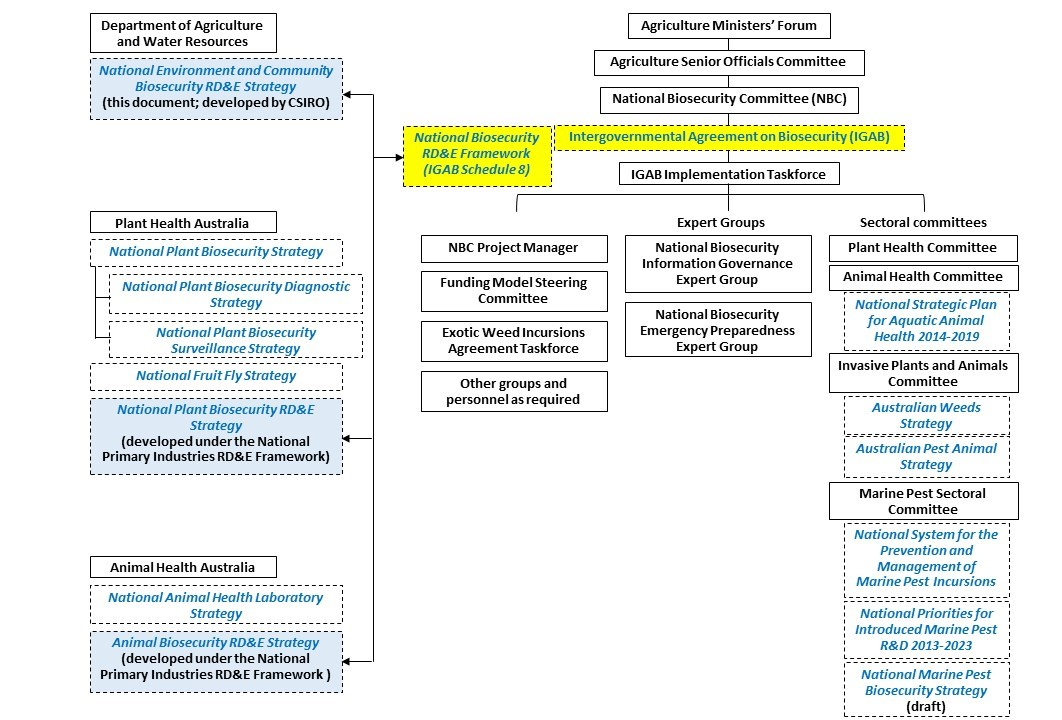 Department of Agriculture
and Water Resources
National Environment and Community
Biosecurity RD&E Strategy
(this document; developed by CSIRO)
Plant Health Australia
National Plant Biosecurity Strategy
National Plant Biosecurity Diagnostic
Strategy
National Plant Biosecurity
Surveillance Strategy
National Fruit Fly Strategy
National Plant Biosecurity RD&E
Strategy
(developed under the National
Primary Industries RD&E Framework)
Animal Health Australia
National Animal Health Laboratory
Strategy
Animal Biosecurity RD&E Strategy
(developed under the National
Primary Industries RD&E Framework )
National Biosecurity
RD&E Framework
(IGAB Schedule 8)
Agriculture Ministers’ Forum
Agriculture Senior Officials Committee
National Biosecurity Committee (NBC)
Intergovernmental Agreement on Biosecurity (IGAB)
IGAB Implementation Taskforce
NBC Project Manager
Funding Model Steering
Committee
Exotic Weed Incursions
Agreement Taskforce
Other groups and
personnel as required
Expert Groups
National Biosecurity
Information Governance
Expert Group
National Biosecurity
Emergency Preparedness
Expert Group
Sectoral committees
Plant Health Committee
Animal Health Committee
National Strategic Plan
for Aquatic Animal
Health 2014-2019
Invasive Plants and Animals
Committee
Australian Weeds
Strategy
Australian Pest Animal
Strategy
Marine Pest Sectoral
Committee
National System for the
Prevention and
Management of
Marine Pest Incursions
National Priorities for
Introduced Marine Pest
R&D 2013-2023
National Marine Pest
Biosecurity Strategy
(draft)